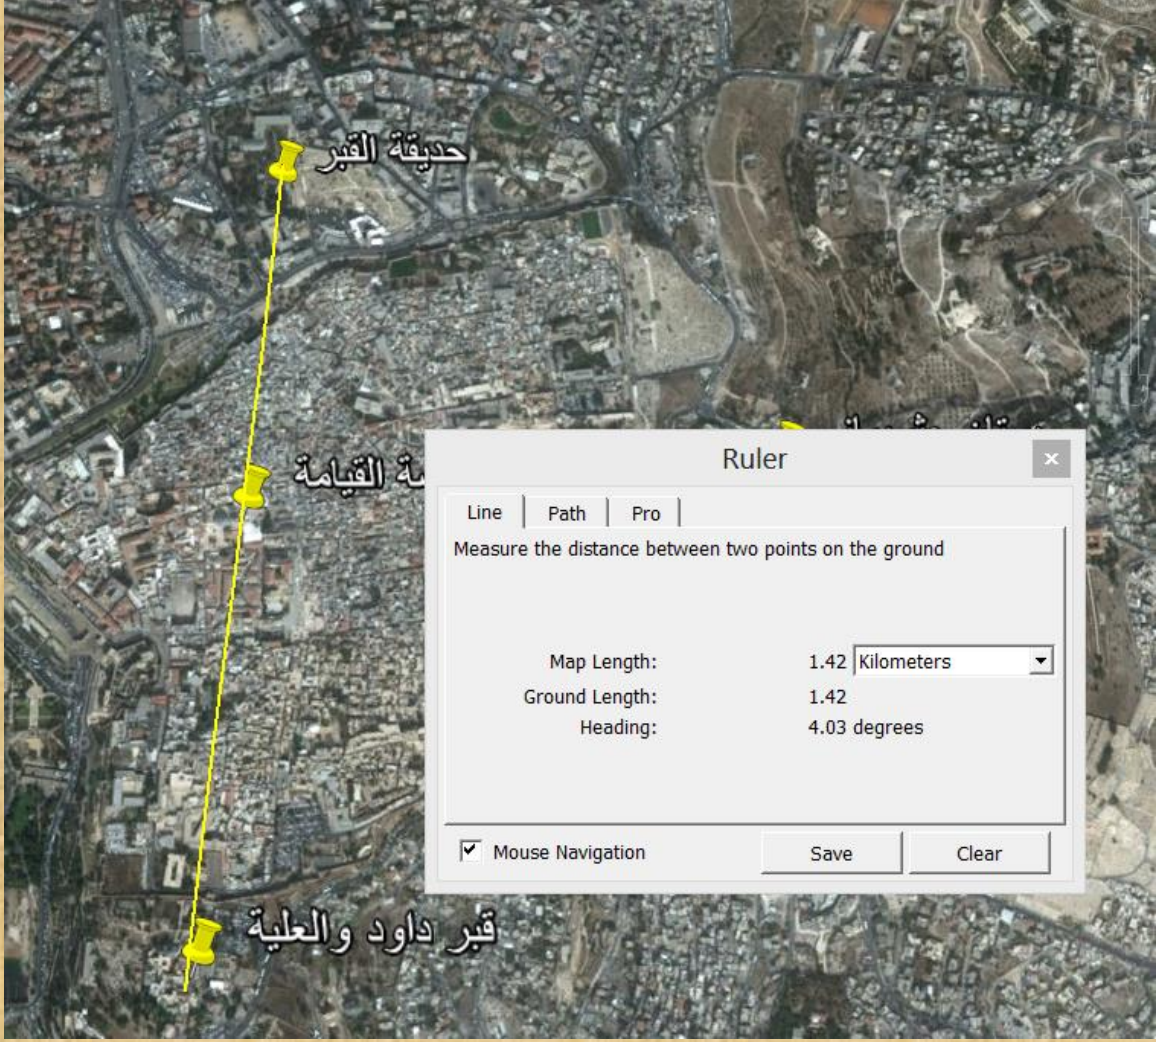 حديقة القبر
القيامة
Ruler
Line
Path
Pro
Measure the distance between two points on the ground
Map Length: 1.42 Kilometers
Ground Length: 1.42
Heading: 4.03 degrees
Mouse Navigation
Save
Clear
قبر داود والعلية